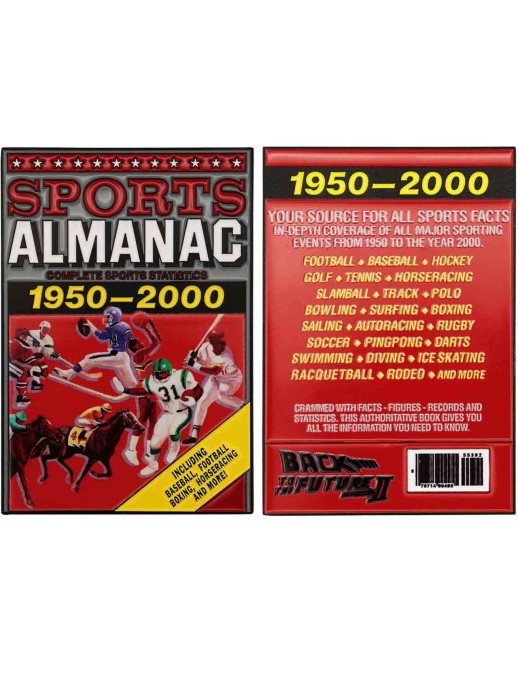 SPORTS
ALMANAC
COMPLETE SPORTS STATISTICS
1950—2000
31
INCLUDING
BASEBALL, FOOTBALL
BOXING, HORSERACING
AND MORE!
1950—2000
YOUR SOURCE FOR ALL SPORTS FACTS
IN-DEPTH COVERAGE OF ALL MAJOR SPORTING
EVENTS FROM 1950 TO THE YEAR 2000.
FOOTBALL ◆ BASEBALL ◆ HOCKEY
GOLF ◆ TENNIS ◆ HORSERACING
SLAMBALL ◆ TRACK ◆ POLO
BOWLING ◆ SURFING ◆ BOXING
SAILING ◆ AUTORACING ◆ RUGBY
SOCCER ◆ PINGPONG ◆ DARTS
SWIMMING ◆ DIVING ◆ ICE SKATING
RACQUETBALL ◆ RODEO ◆ AND MORE
CRAMMED WITH FACTS - FIGURES - RECORDS AND
STATISTICS. THIS AUTHORITATIVE BOOK GIVES YOU
ALL THE INFORMATION YOU NEED TO KNOW.
BACK
TO THE
FUTURE
II